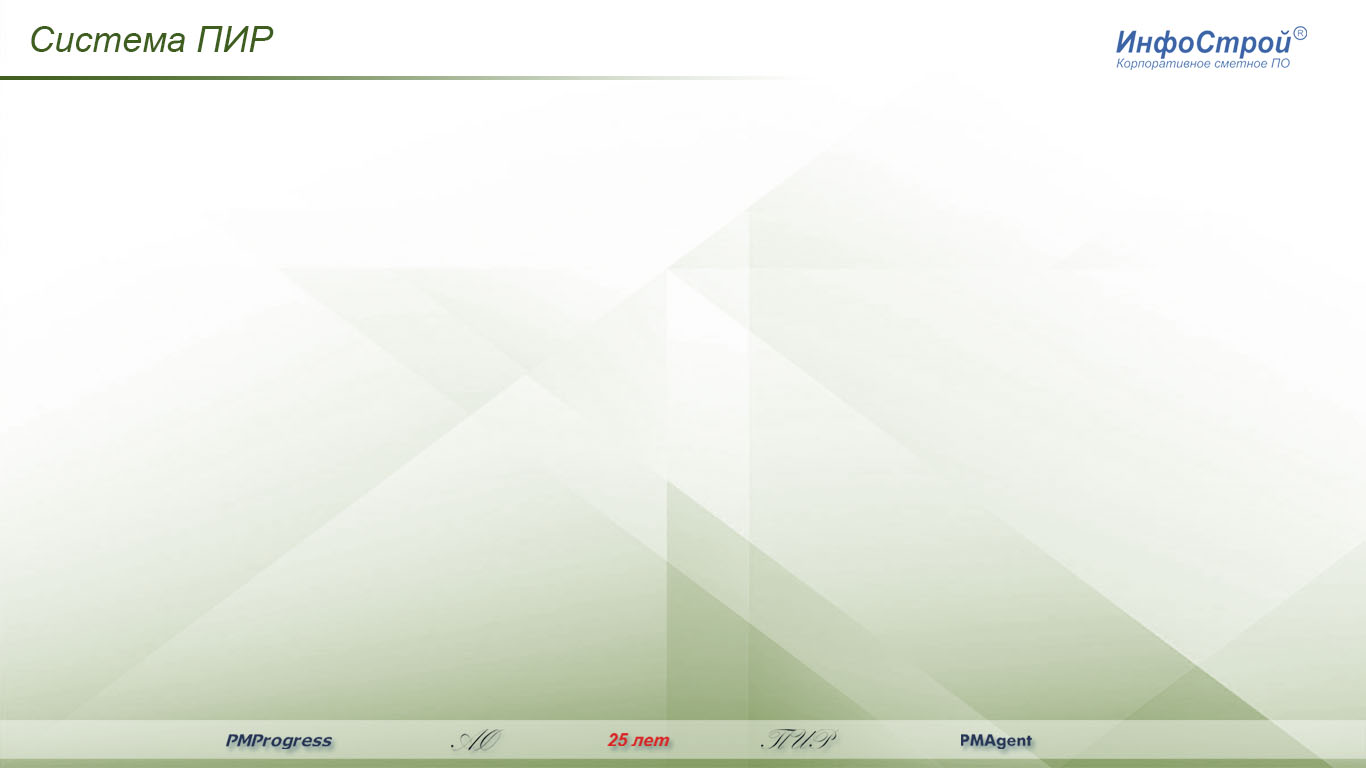 Система ПИР
ИнфоСтрой®
Корпоративное сметное ПО
PMProgress АО 25 лет ПИР PMAgent